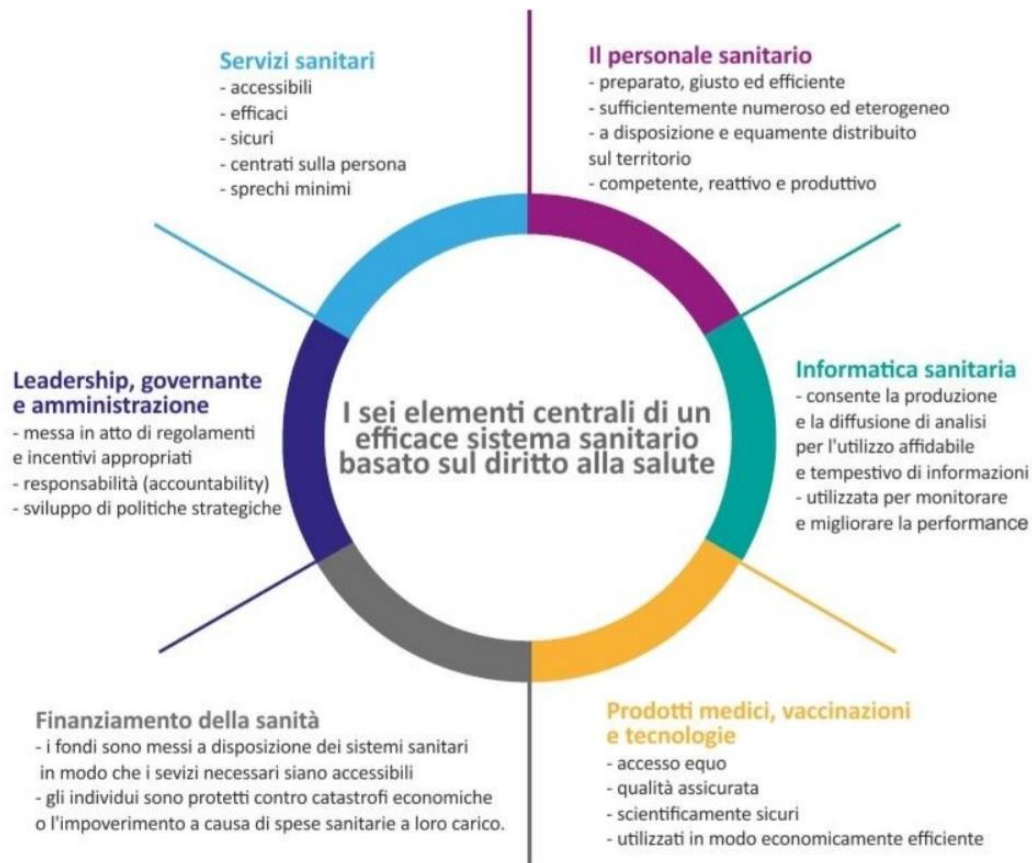 Servizi sanitari
- accessibili
- efficaci
- sicuri
- centrati sulla persona
- sprechi minimi
Il personale sanitario
- preparato, giusto ed efficiente
- sufficientemente numeroso ed eterogeneo
- a disposizione e equamente distribuito
sul territorio
- competente, reattivo e produttivo
Leadership, governante
e amministrazione
- messa in atto di regolamenti
e incentivi appropriati
- responsabilità (accountability)
- sviluppo di politiche strategiche
I sei elementi centrali di un
efficace sistema sanitario
basato sul diritto alla salute
Informatica sanitaria
- consente la produzione
e la diffusione di analisi
per l'utilizzo affidabile
e tempestivo di informazioni
- utilizzata per monitorare
e migliorare la performance
Finanziamento della sanità
- i fondi sono messi a disposizione dei sistemi sanitari
in modo che i sevizi necessari siano accessibili
- gli individui sono protetti contro catastrofi economiche
o l'impoverimento a causa di spese sanitarie a loro carico.
Prodotti medici, vaccinazioni
e tecnologie
- accesso equo
- qualità assicurata
- scientificamente sicuri
- utilizzati in modo economicamente efficiente